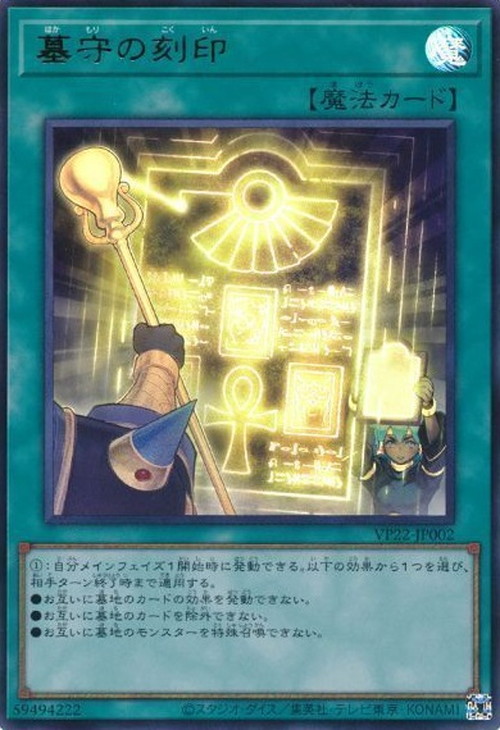 墓守の刻印
はか もり こく いん
魔
【魔法カード】
ま ほう
VP22-JP002
①:自分メインフェイズ1開始時に発動できる。以下の効果から1つを選び、
相手ターン終了時まで適用する。
●お互いに墓地のカードの効果を発動できない。
●お互いに墓地のカードを除外できない。
●お互いに墓地のモンスターを特殊召喚できない。
59494222
©スタジオ・ダイス/集英社・テレビ東京・KONAMI